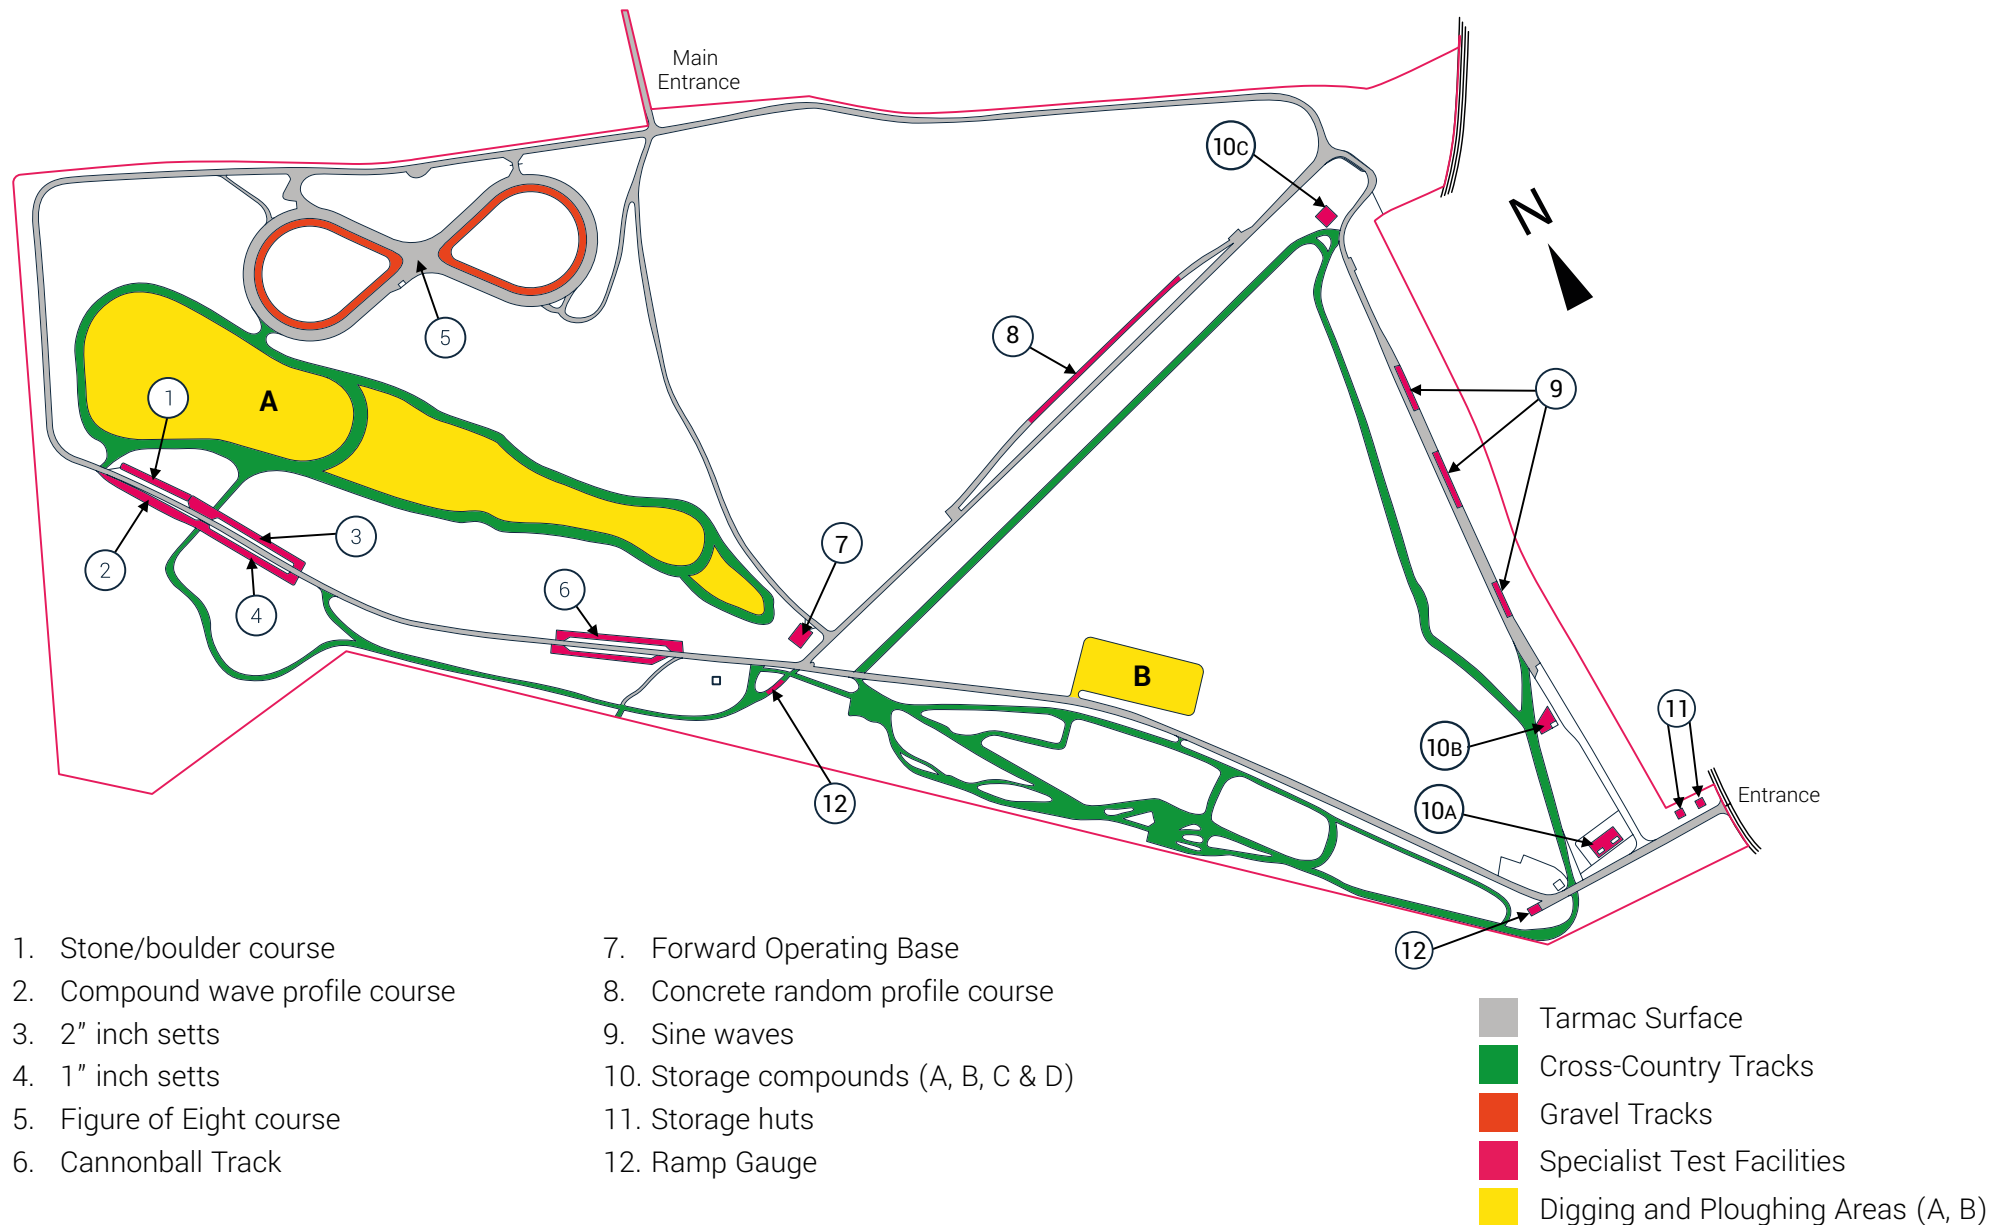 Main
Entrance
10C
N
8
5
9
1
A
7
3
2
6
4
B
11
10B
Entrance
12
10A
12
1. Stone/boulder course
2. Compound wave profile course
3. 2” inch setts
4. 1” inch setts
5. Figure of Eight course
6. Cannonball Track
7. Forward Operating Base
8. Concrete random profile course
9. Sine waves
10. Storage compounds (A, B, C & D)
11. Storage huts
12. Ramp Gauge
Tarmac Surface
Cross-Country Tracks
Gravel Tracks
Specialist Test Facilities
Digging and Ploughing Areas (A, B)